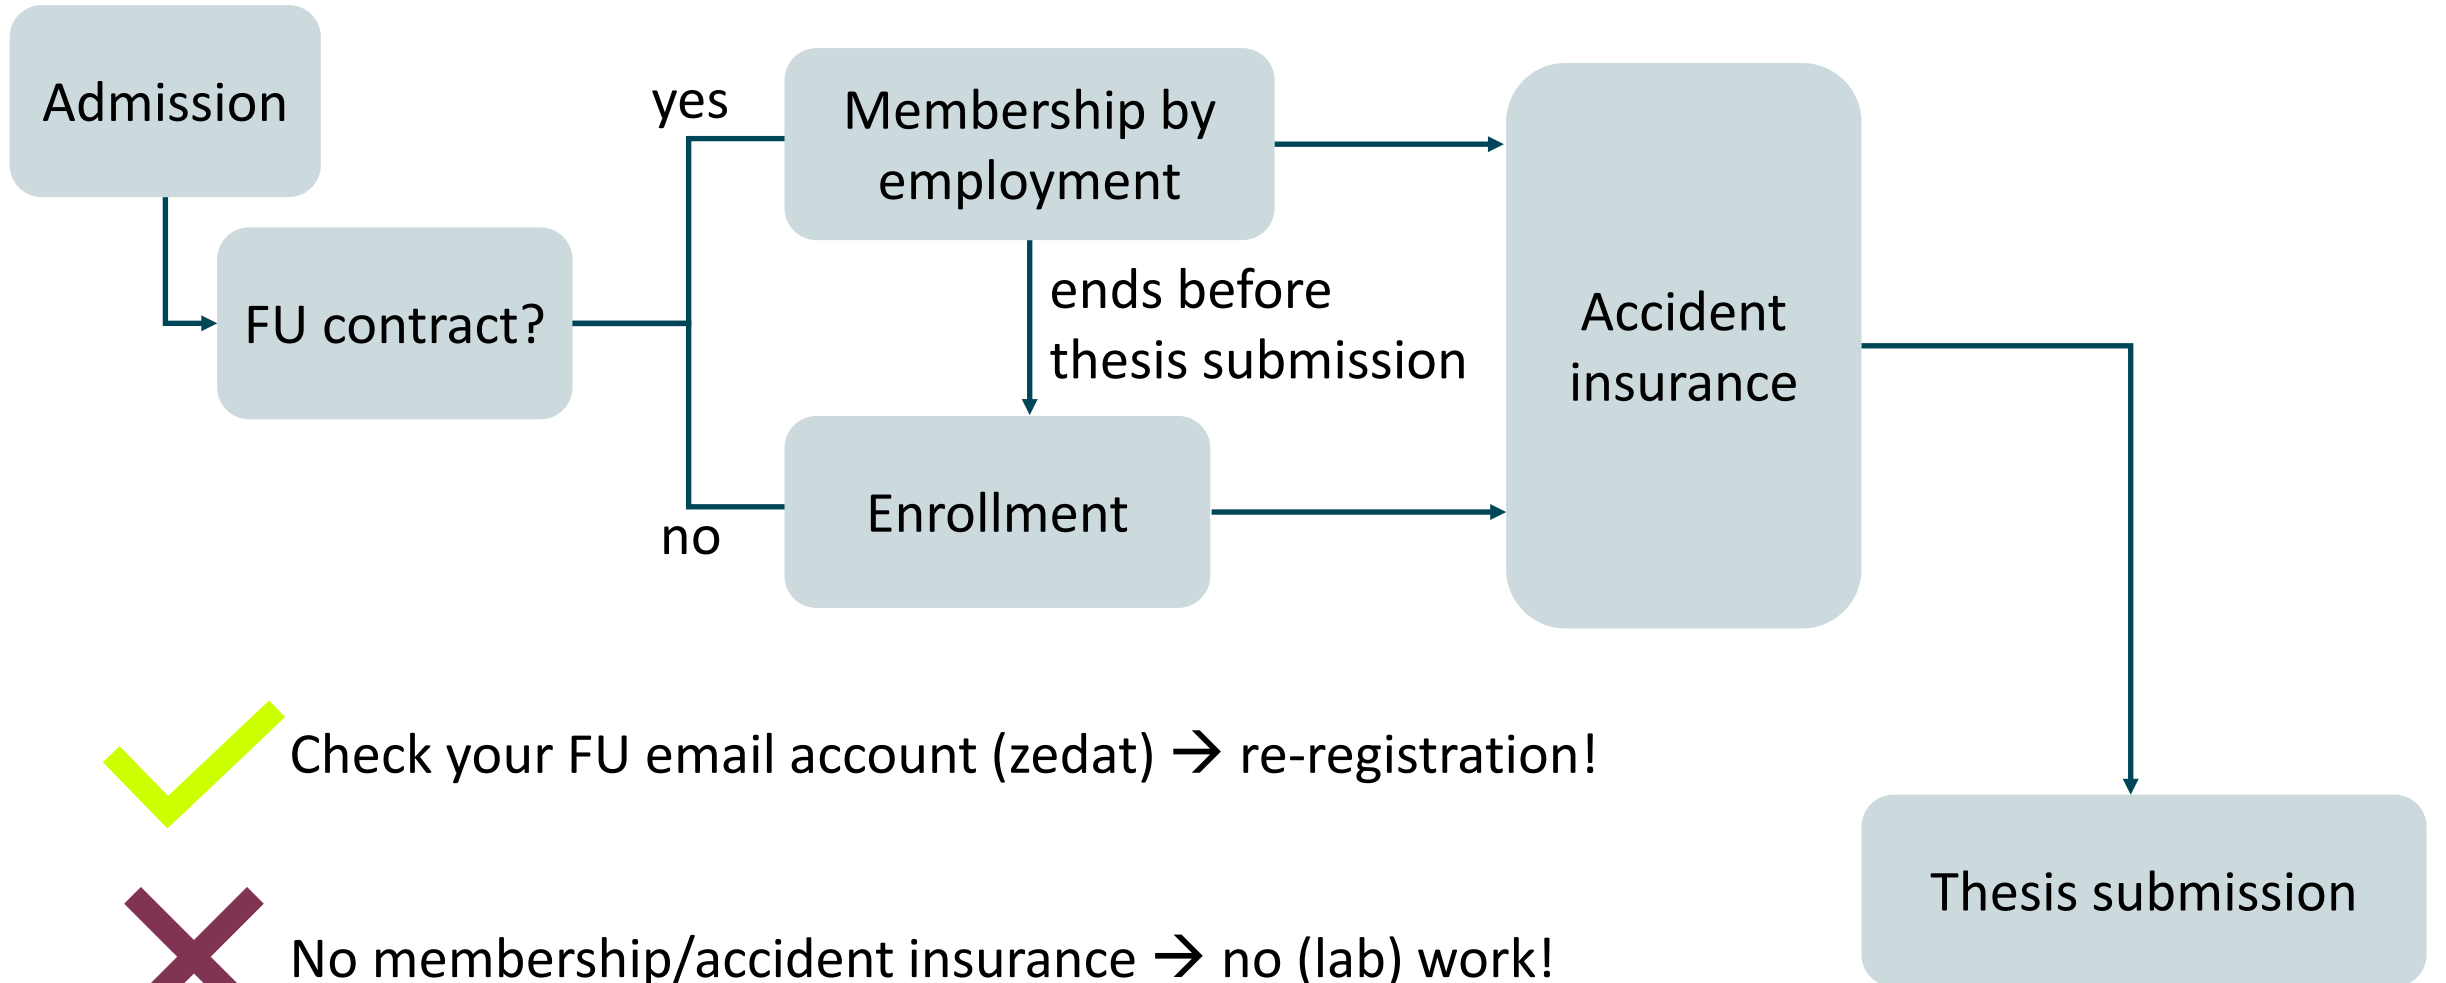 Admission
FU contract?
yes
no
Membership by
employment
ends before
thesis submission
Enrollment
Accident
insurance
Thesis submission
Check your FU email account (zedat) → re-registration!
No membership/accident insurance → no (lab) work!